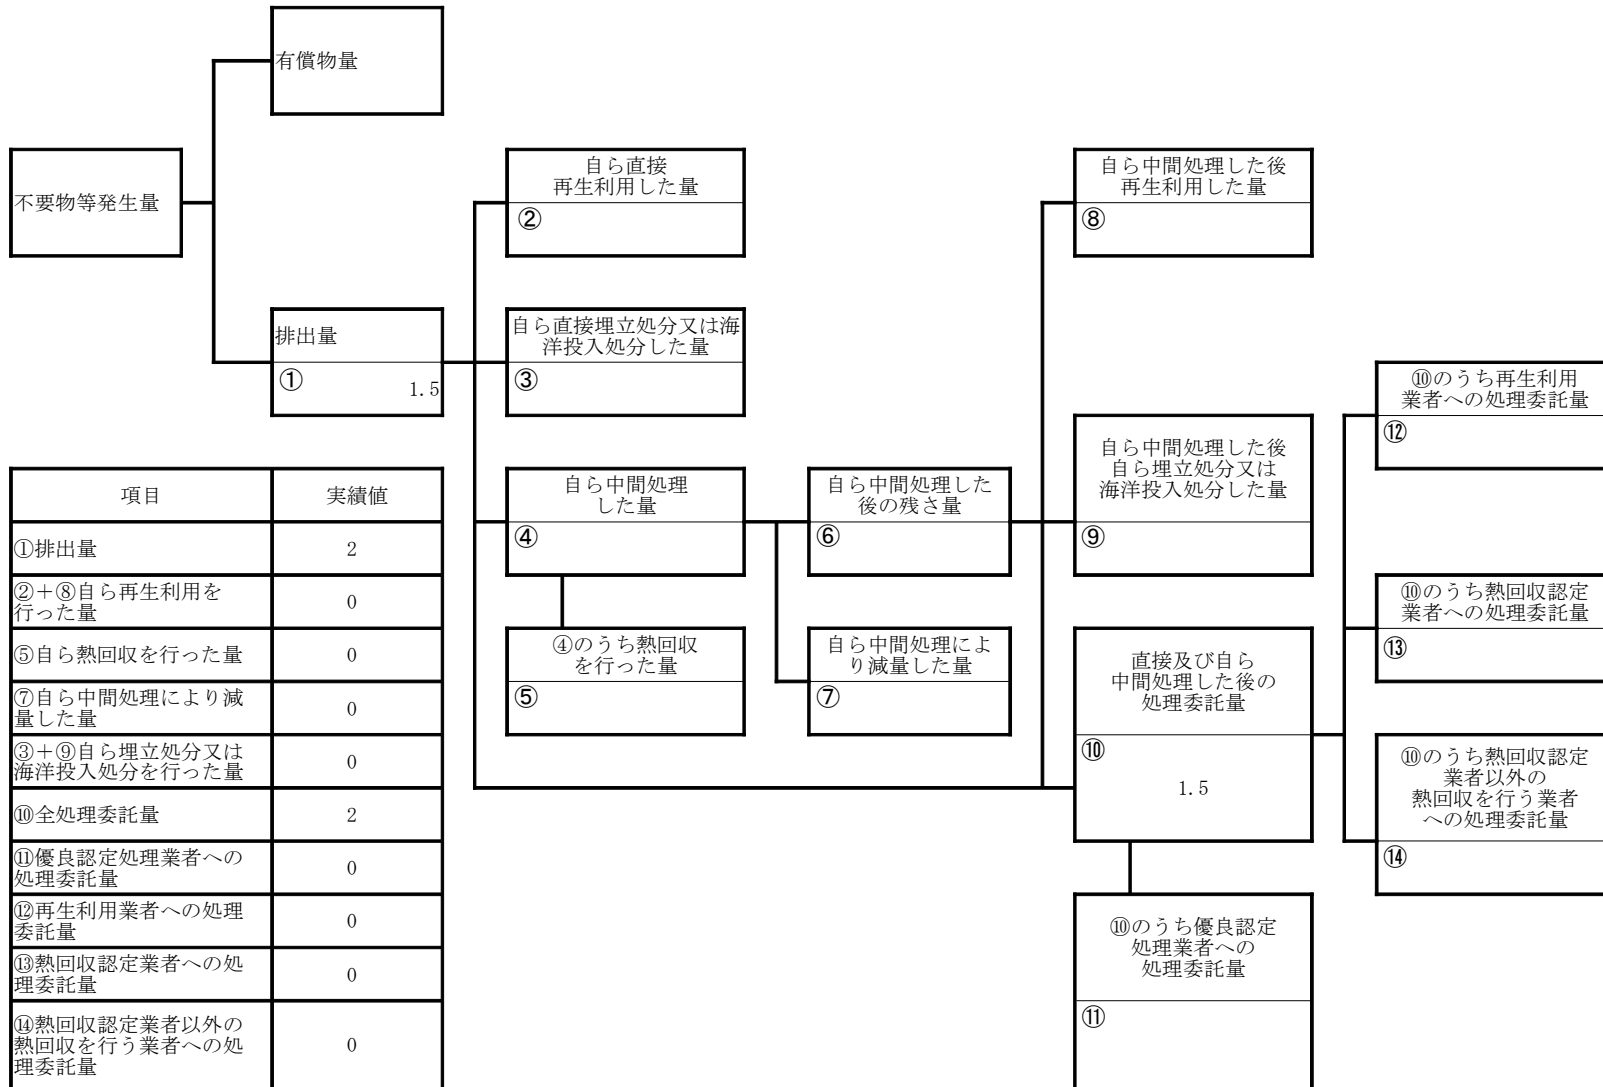 有償物量
不要物等発生量
排出量
①
1.5
自ら直接
再生利用した量
②
自ら直接埋立処分又は海
洋投入処分した量
③
自ら中間処理
した量
④
④のうち熱回収
を行った量
⑤
自ら中間処理した
後の残さ量
⑥
自ら中間処理によ
り減量した量
⑦
自ら中間処理した後
再生利用した量
⑧
自ら中間処理した後
自ら埋立処分又は
海洋投入処分した量
⑨
直接及び自ら
中間処理した後の
処理委託量
⑩
1.5
⑩のうち優良認定
処理業者への
処理委託量
⑪
⑩のうち再生利用
業者への処理委託量
⑫
⑩のうち熱回収認定
業者への処理委託量
⑬
⑩のうち熱回収認定
業者以外の
熱回収を行う業者
への処理委託量
⑭
項目 実績値
①排出量 2
②＋⑧自ら再生利用を
行った量 0
⑤自ら熱回収を行った量 0
⑦自ら中間処理により減
量した量 0
③＋⑨自ら埋立処分又は
海洋投入処分を行った量 0
⑩全処理委託量 2
⑪優良認定処理業者への
処理委託量 0
⑫再生利用業者への処理
委託量 0
⑬熱回収認定業者への処
理委託量 0
⑭熱回収認定業者以外の
熱回収を行う業者への処 0
理委託量